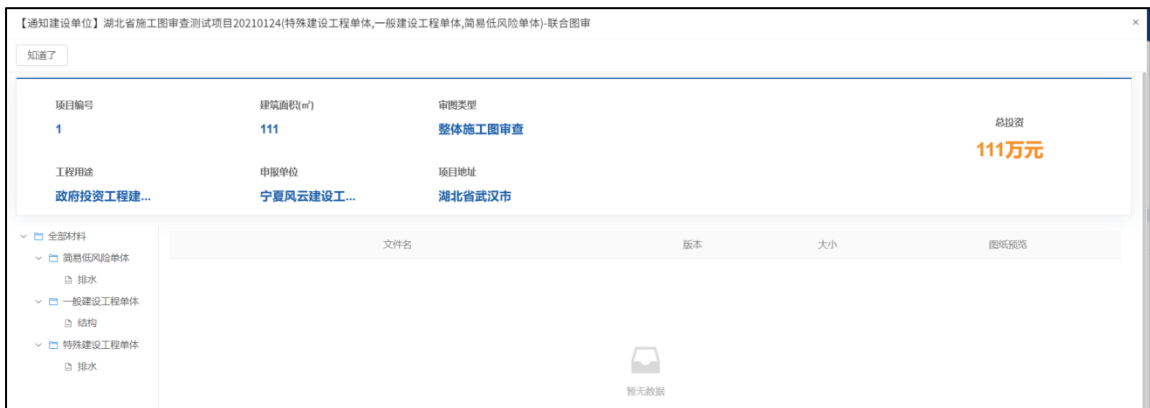 【通知建设单位】湖北省施工图审查测试项目20210124(特殊建设工程单体,一般建设工程单体,简易低风险单体)-联合图审 ×
知道了
项目编号 建筑面积(㎡) 审图类型
1 111 整体施工图审查
总投资
111万元
工程用途 申报单位 项目地址
政府投资工程建... 宁夏风云建设工... 湖北省武汉市
全部材料
简易低风险单体
排水
一般建设工程单体
结构
特殊建设工程单体
排水
文件名 版本 大小 图纸预览
暂无数据